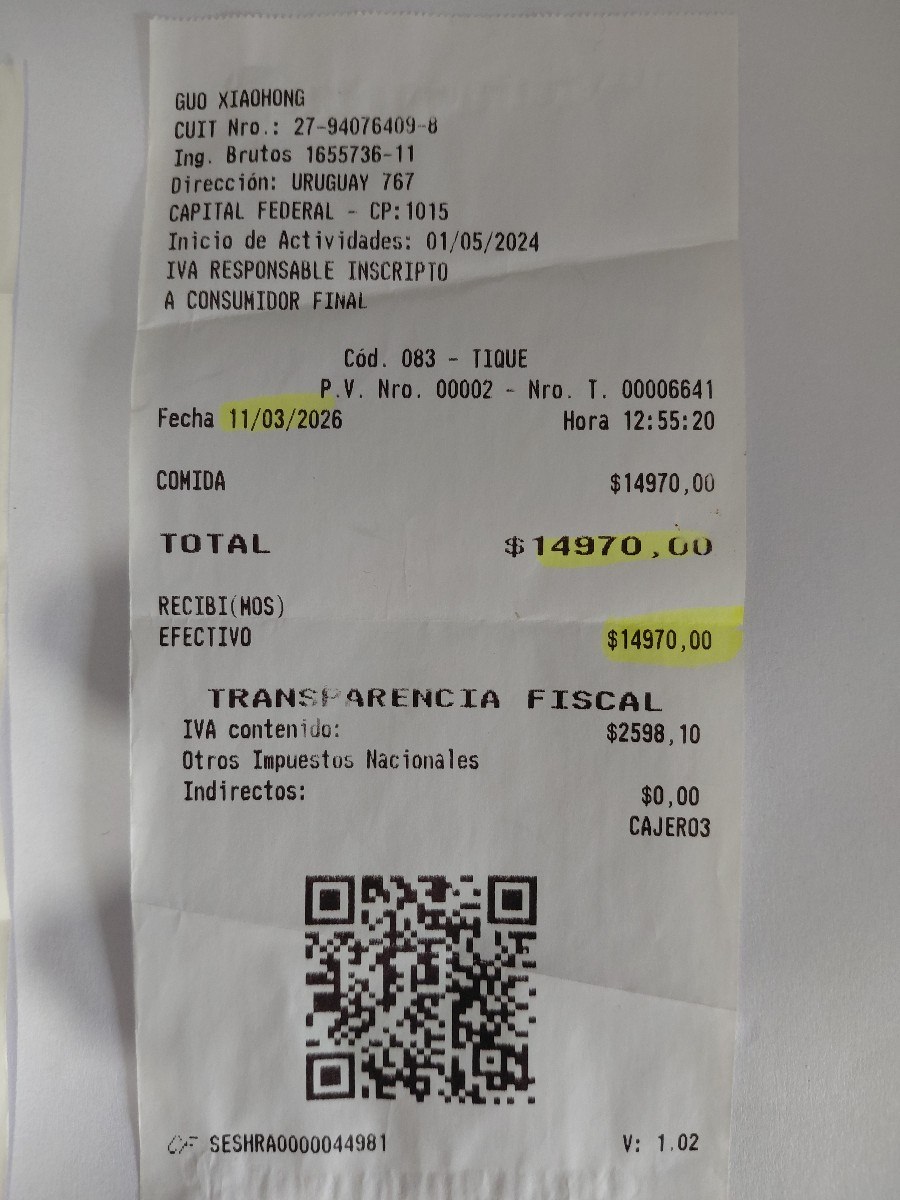 GUO XIAOHONG
CUIT Nro.: 27-94076409-8
Ing. Brutos 1655736-11
Dirección: URUGUAY 767
CAPITAL FEDERAL - CP:1015
Inicio de Actividades: 01/05/2024
IVA RESPONSABLE INSCRIPTO
A CONSUMIDOR FINAL
Cód. 083 - TIQUE
P.V. Nro. 00002 - Nro. T. 00006641
Fecha 11/03/2026 Hora 12:55:20
COMIDA $14970,00
TOTAL $14970,00
RECIBI(MOS)
EFECTIVO $14970,00
TRANSPARENCIA FISCAL
IVA contenido: $2598,10
Otros Impuestos Nacionales
Indirectos: $0,00
CAJERO3
CF SESHRA0000044981 V: 1.02